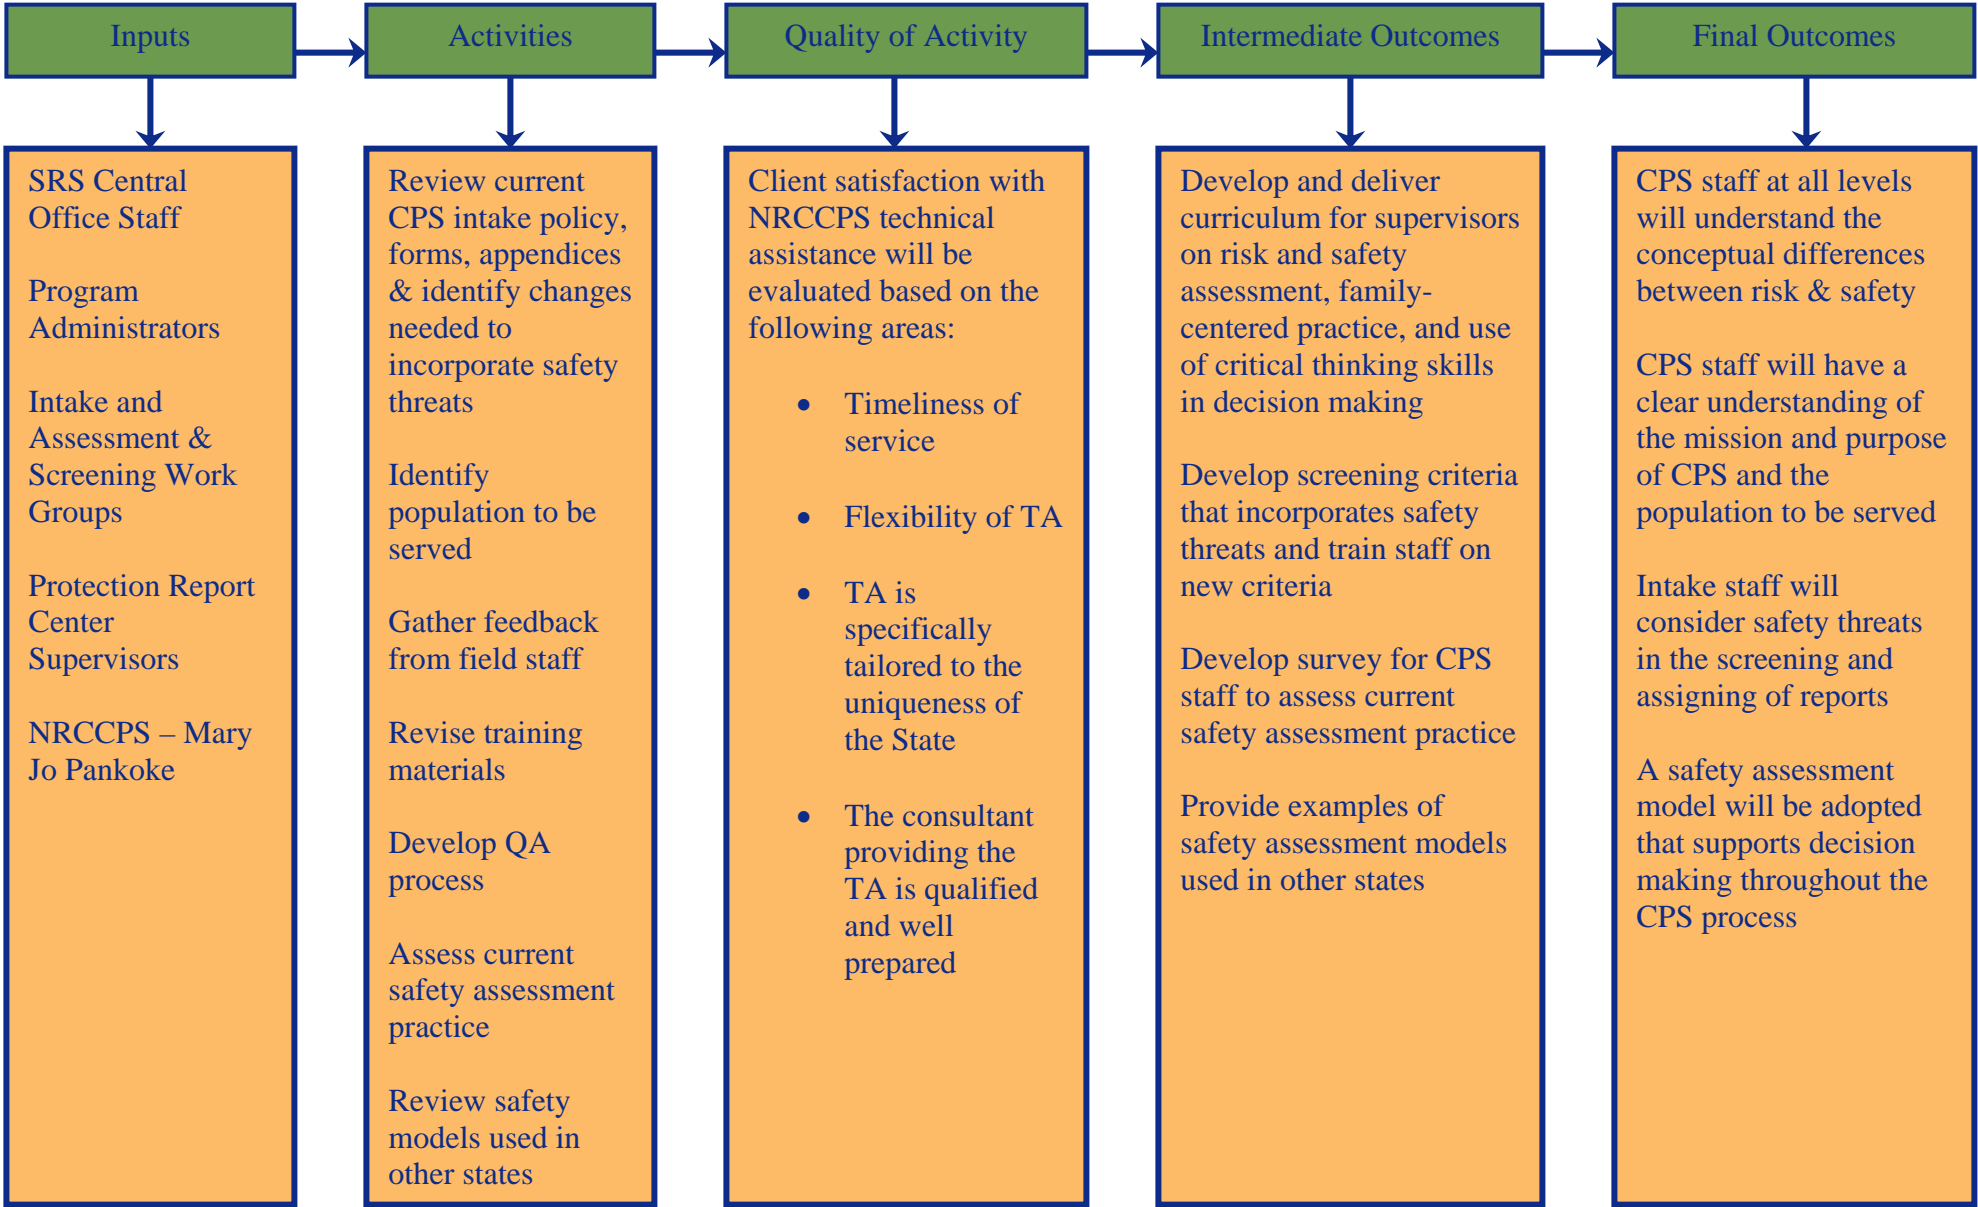 Inputs
Activities
Quality of Activity
Intermediate Outcomes
Final Outcomes
SRS Central
Office Staff
Program
Administrators
Intake and
Assessment &
Screening Work
Groups
Protection Report
Center
Supervisors
NRCCPS – Mary
Jo Pankoke
Review current
CPS intake policy,
forms, appendices
& identify changes
needed to
incorporate safety
threats
Identify
population to be
served
Gather feedback
from field staff
Revise training
materials
Develop QA
process
Assess current
safety assessment
practice
Review safety
models used in
other states
Client satisfaction with
NRCCPS technical
assistance will be
evaluated based on the
following areas:
• Timeliness of
service
• Flexibility of TA
• TA is
specifically
tailored to the
uniqueness of
the State
• The consultant
providing the
TA is qualified
and well
prepared
Develop and deliver
curriculum for supervisors
on risk and safety
assessment, family-
centered practice, and use
of critical thinking skills
in decision making
Develop screening criteria
that incorporates safety
threats and train staff on
new criteria
Develop survey for CPS
staff to assess current
safety assessment practice
Provide examples of
safety assessment models
used in other states
CPS staff at all levels
will understand the
conceptual differences
between risk & safety
CPS staff will have a
clear understanding of
the mission and purpose
of CPS and the
population to be served
Intake staff will
consider safety threats
in the screening and
assigning of reports
A safety assessment
model will be adopted
that supports decision
making throughout the
CPS process